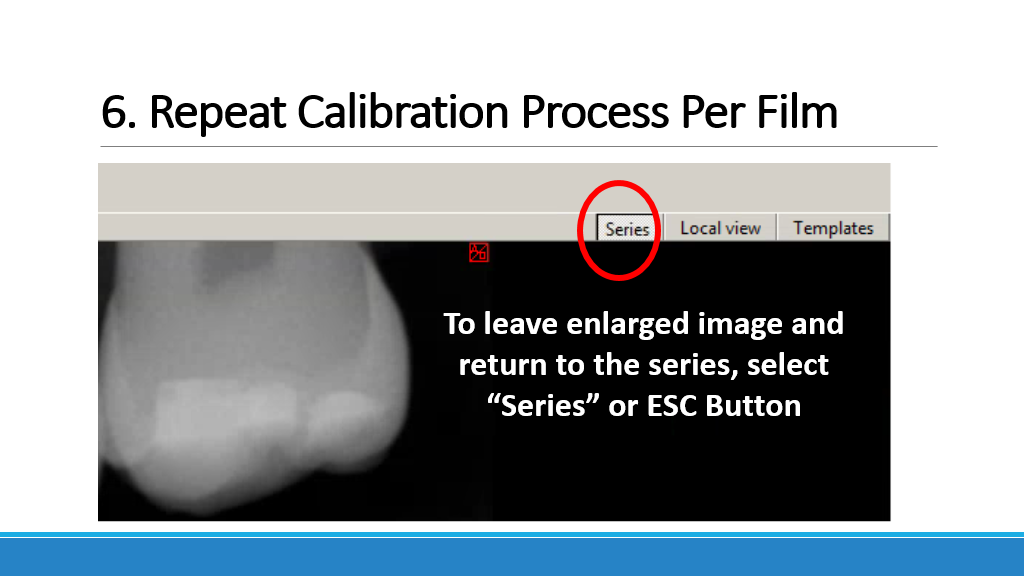 6. Repeat Calibration Process Per Film
Series
Local view
Templates
To leave enlarged image and
return to the series, select
“Series” or ESC Button